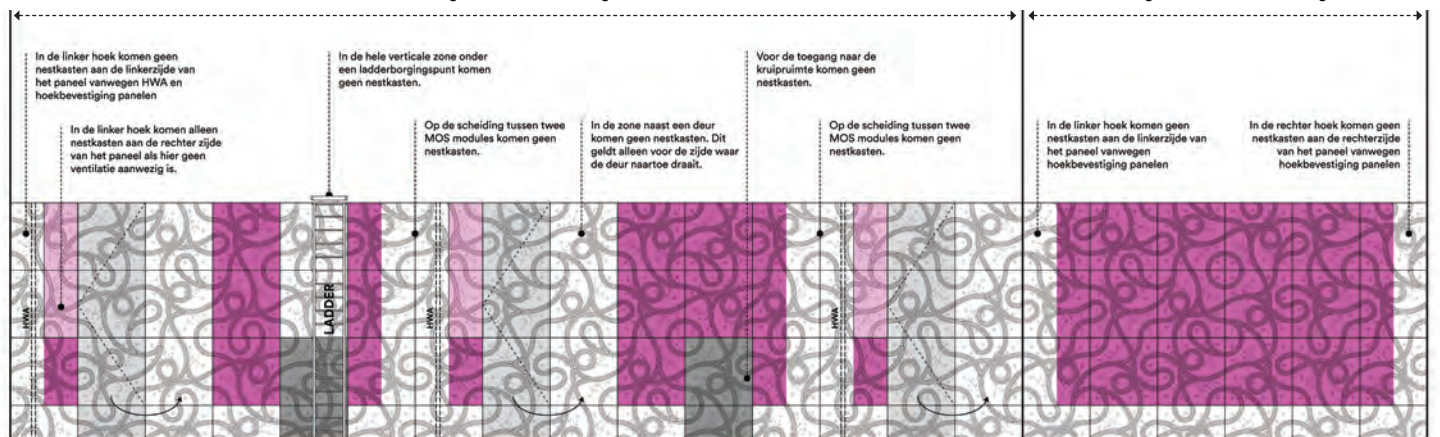 In de linker hoek komen geen
nestkasten aan de linkerzijde van
het paneel vanwege HWA en
hoekbevestiging panelen
In de linker hoek komen alleen
nestkasten aan de rechter zijde
van het paneel als hier geen
ventilatie aanwezig is.
In de hele verticale zone onder
een ladderborgingspunt komen
geen nestkasten.
Op de scheiding tussen twee
MOS modules komen geen
nestkasten.
In de zone naast een deur
komen geen nestkasten. Dit
geldt alleen voor de zijde waar
de deur naartoe draait.
Voor de toegang naar de
kruipruimte komen geen
nestkasten.
Op de scheiding tussen twee
MOS modules komen geen
nestkasten.
In de linker hoek komen geen
nestkasten aan de linkerzijde van
het paneel vanwegen
hoekbevestiging panelen
In de rechter hoek komen geen
nestkasten aan de rechterzijde
van het paneel vanwegen
hoekbevestiging panelen
HWA
LADDER
HWA
HWA